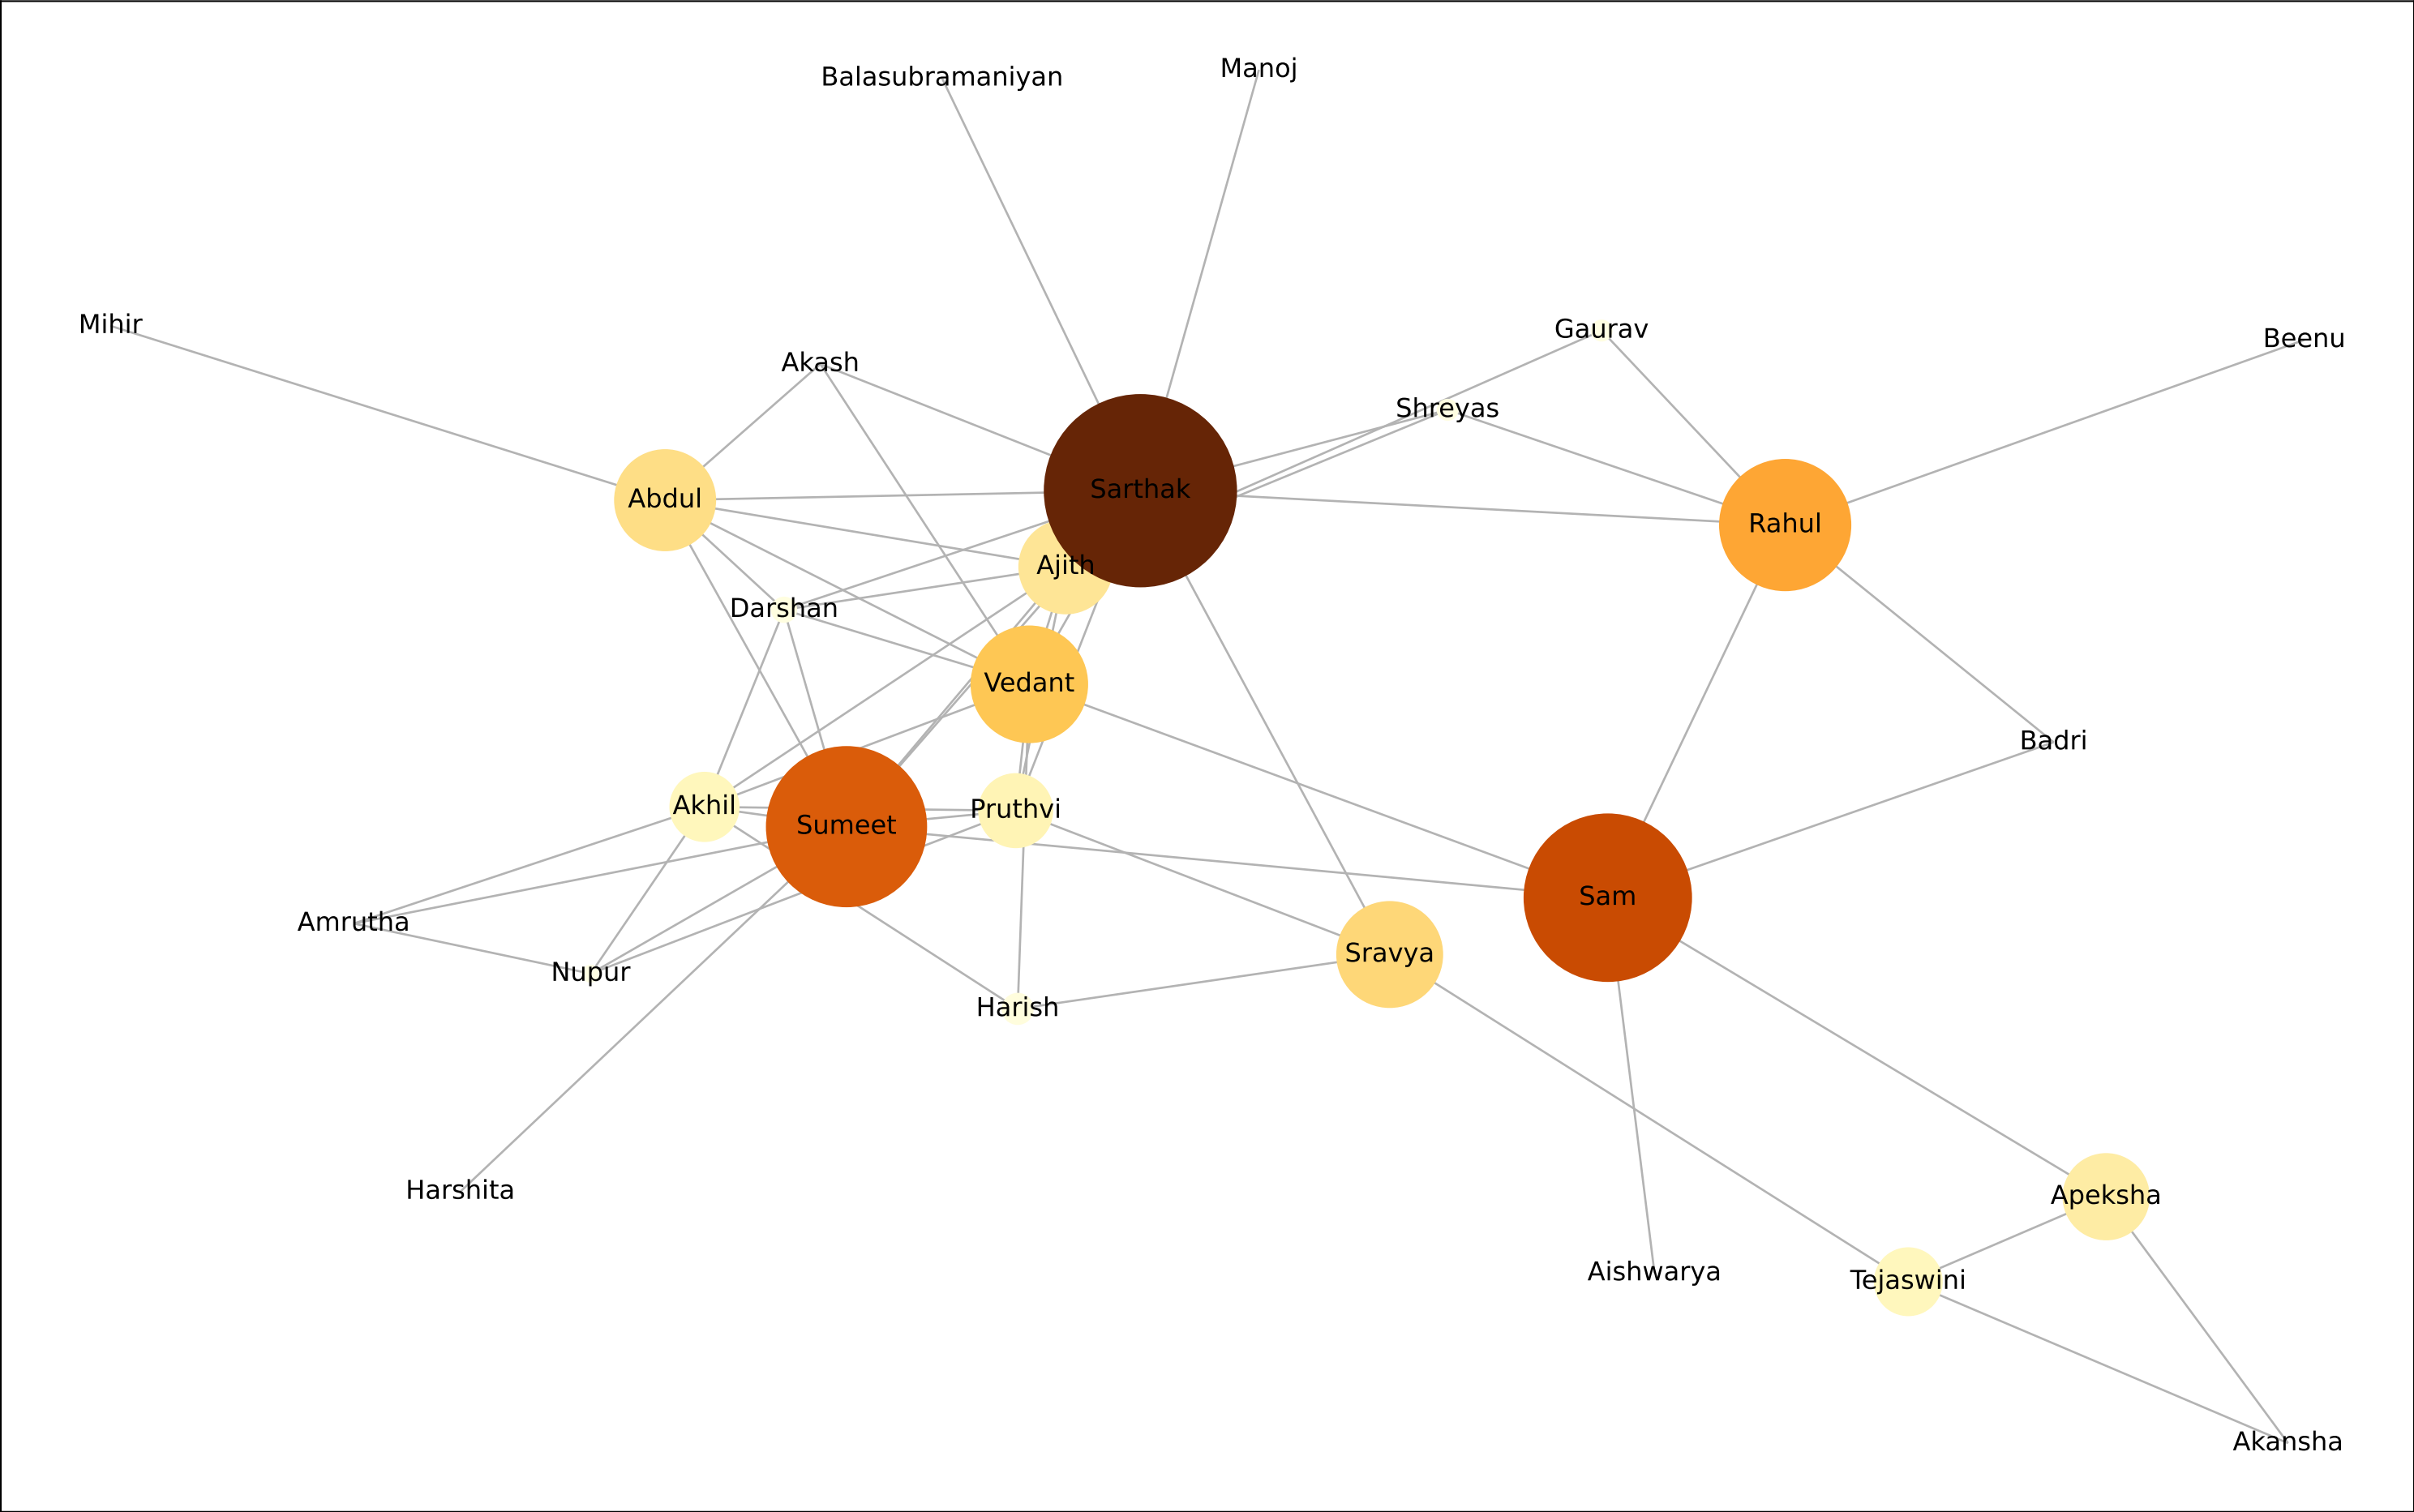 Manoj
Balasubramaniyan
Mihir
Gaurav
Beenu
Akash
Shreyas
Sarthak
Abdul
Rahul
Ajith
Darshan
Vedant
Badri
Akhil
Pruthvi
Sumeet
Sam
Amrutha
Sravya
Nupur
Harish
Harshita
Apeksha
Aishwarya
Tejaswini
Akansha